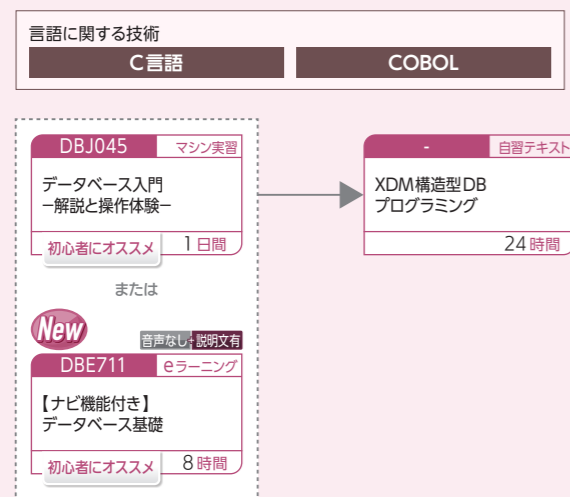 言語に関する技術
C言語
COBOL
DBJ045
マシン実習
データベース入門
−解説と操作体験−
初心者にオススメ
1日間
-
自習テキスト
XDM構造型DB
プログラミング
24時間
または
New
音声なし+説明文有
DBE711
eラーニング
【ナビ機能付き】
データベース基礎
初心者にオススメ
8時間